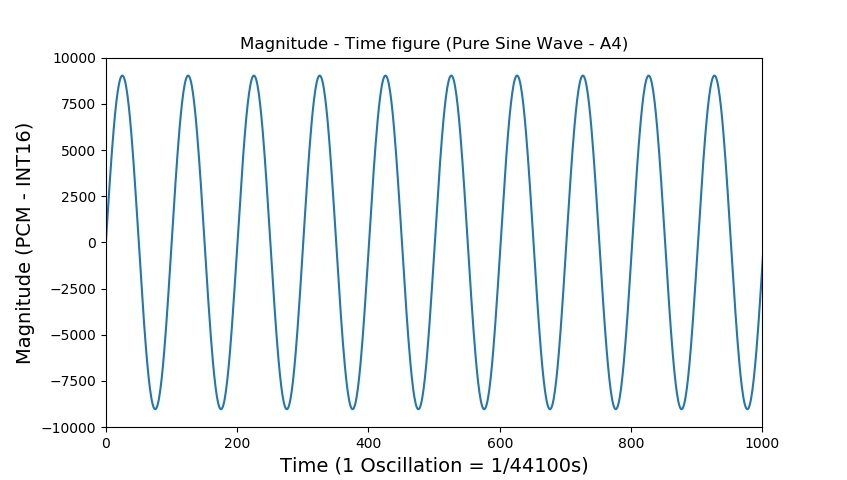 Magnitude - Time figure (Pure Sine Wave - A4)
10000
7500
5000
2500
0
−2500
−5000
−7500
−10000
Magnitude (PCM - INT16)
0 200 400 600 800 1000
Time (1 Oscillation = 1/44100s)